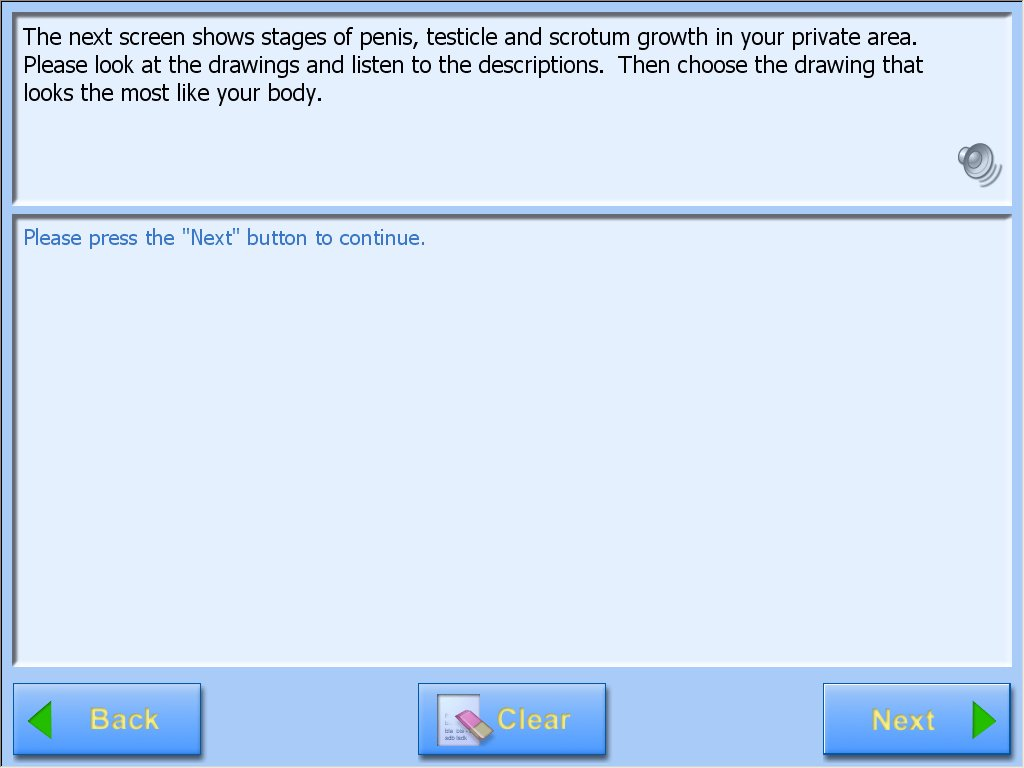 The next screen shows stages of penis, testicle and scrotum growth in your private area.
Please look at the drawings and listen to the descriptions.  Then choose the drawing that
looks the most like your body.
Please press the "Next" button to continue.
Back
Clear
Next